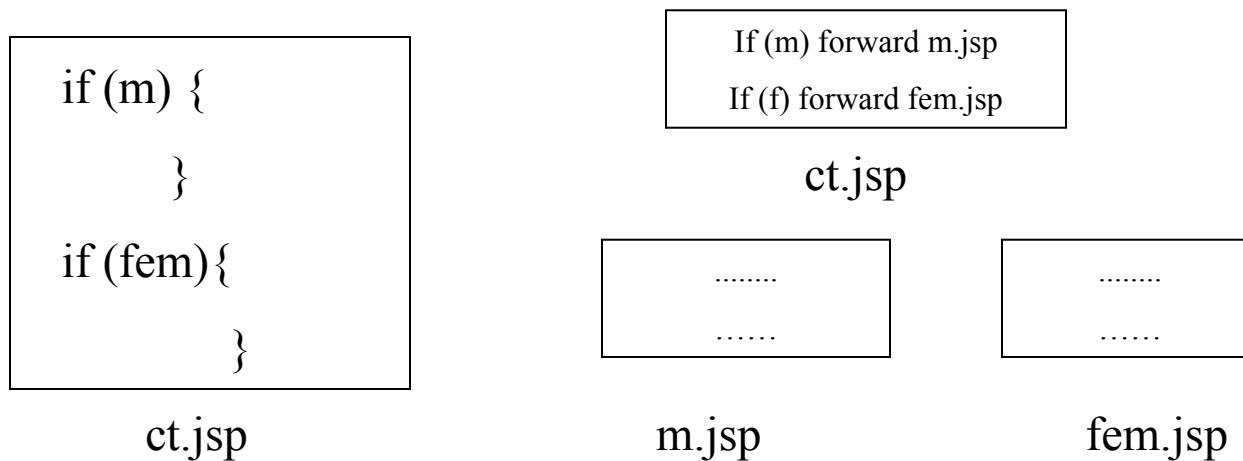 if (m) {
}
if (fem){
}
ct.jsp
If (m) forward m.jsp
If (f) forward fem.jsp
ct.jsp
........
......
m.jsp
........
......
fem.jsp